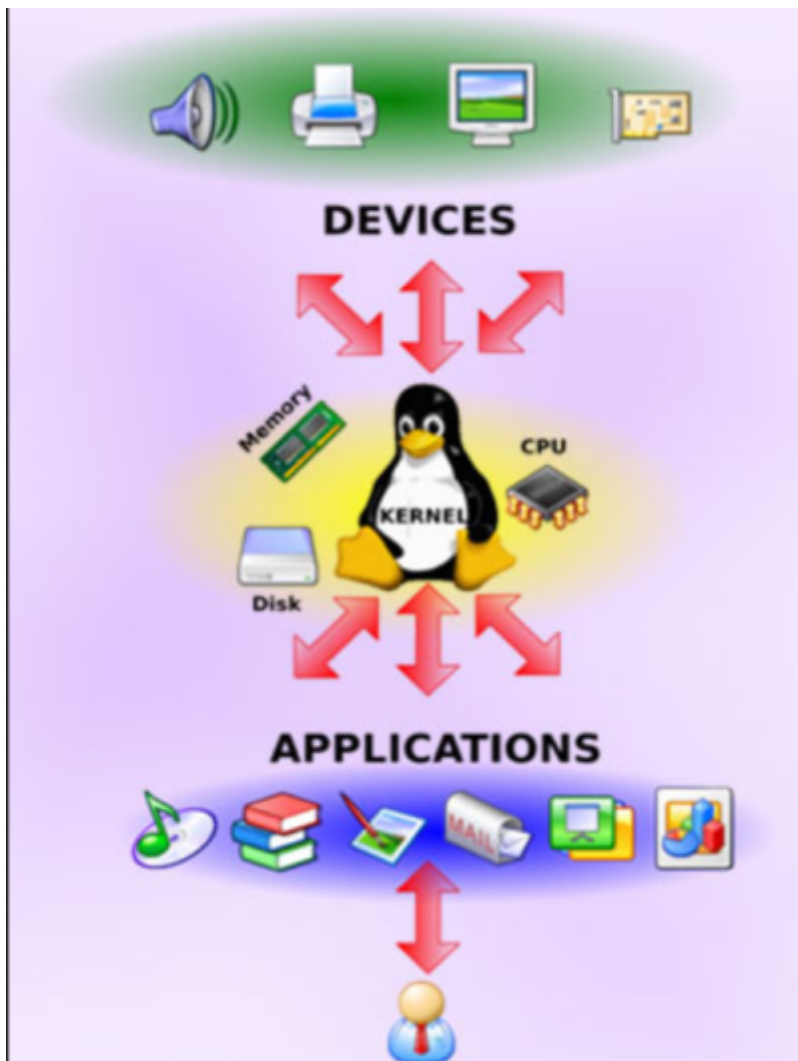 DEVICES
Memory
CPU
KERNEL
Disk
APPLICATIONS
MAIL